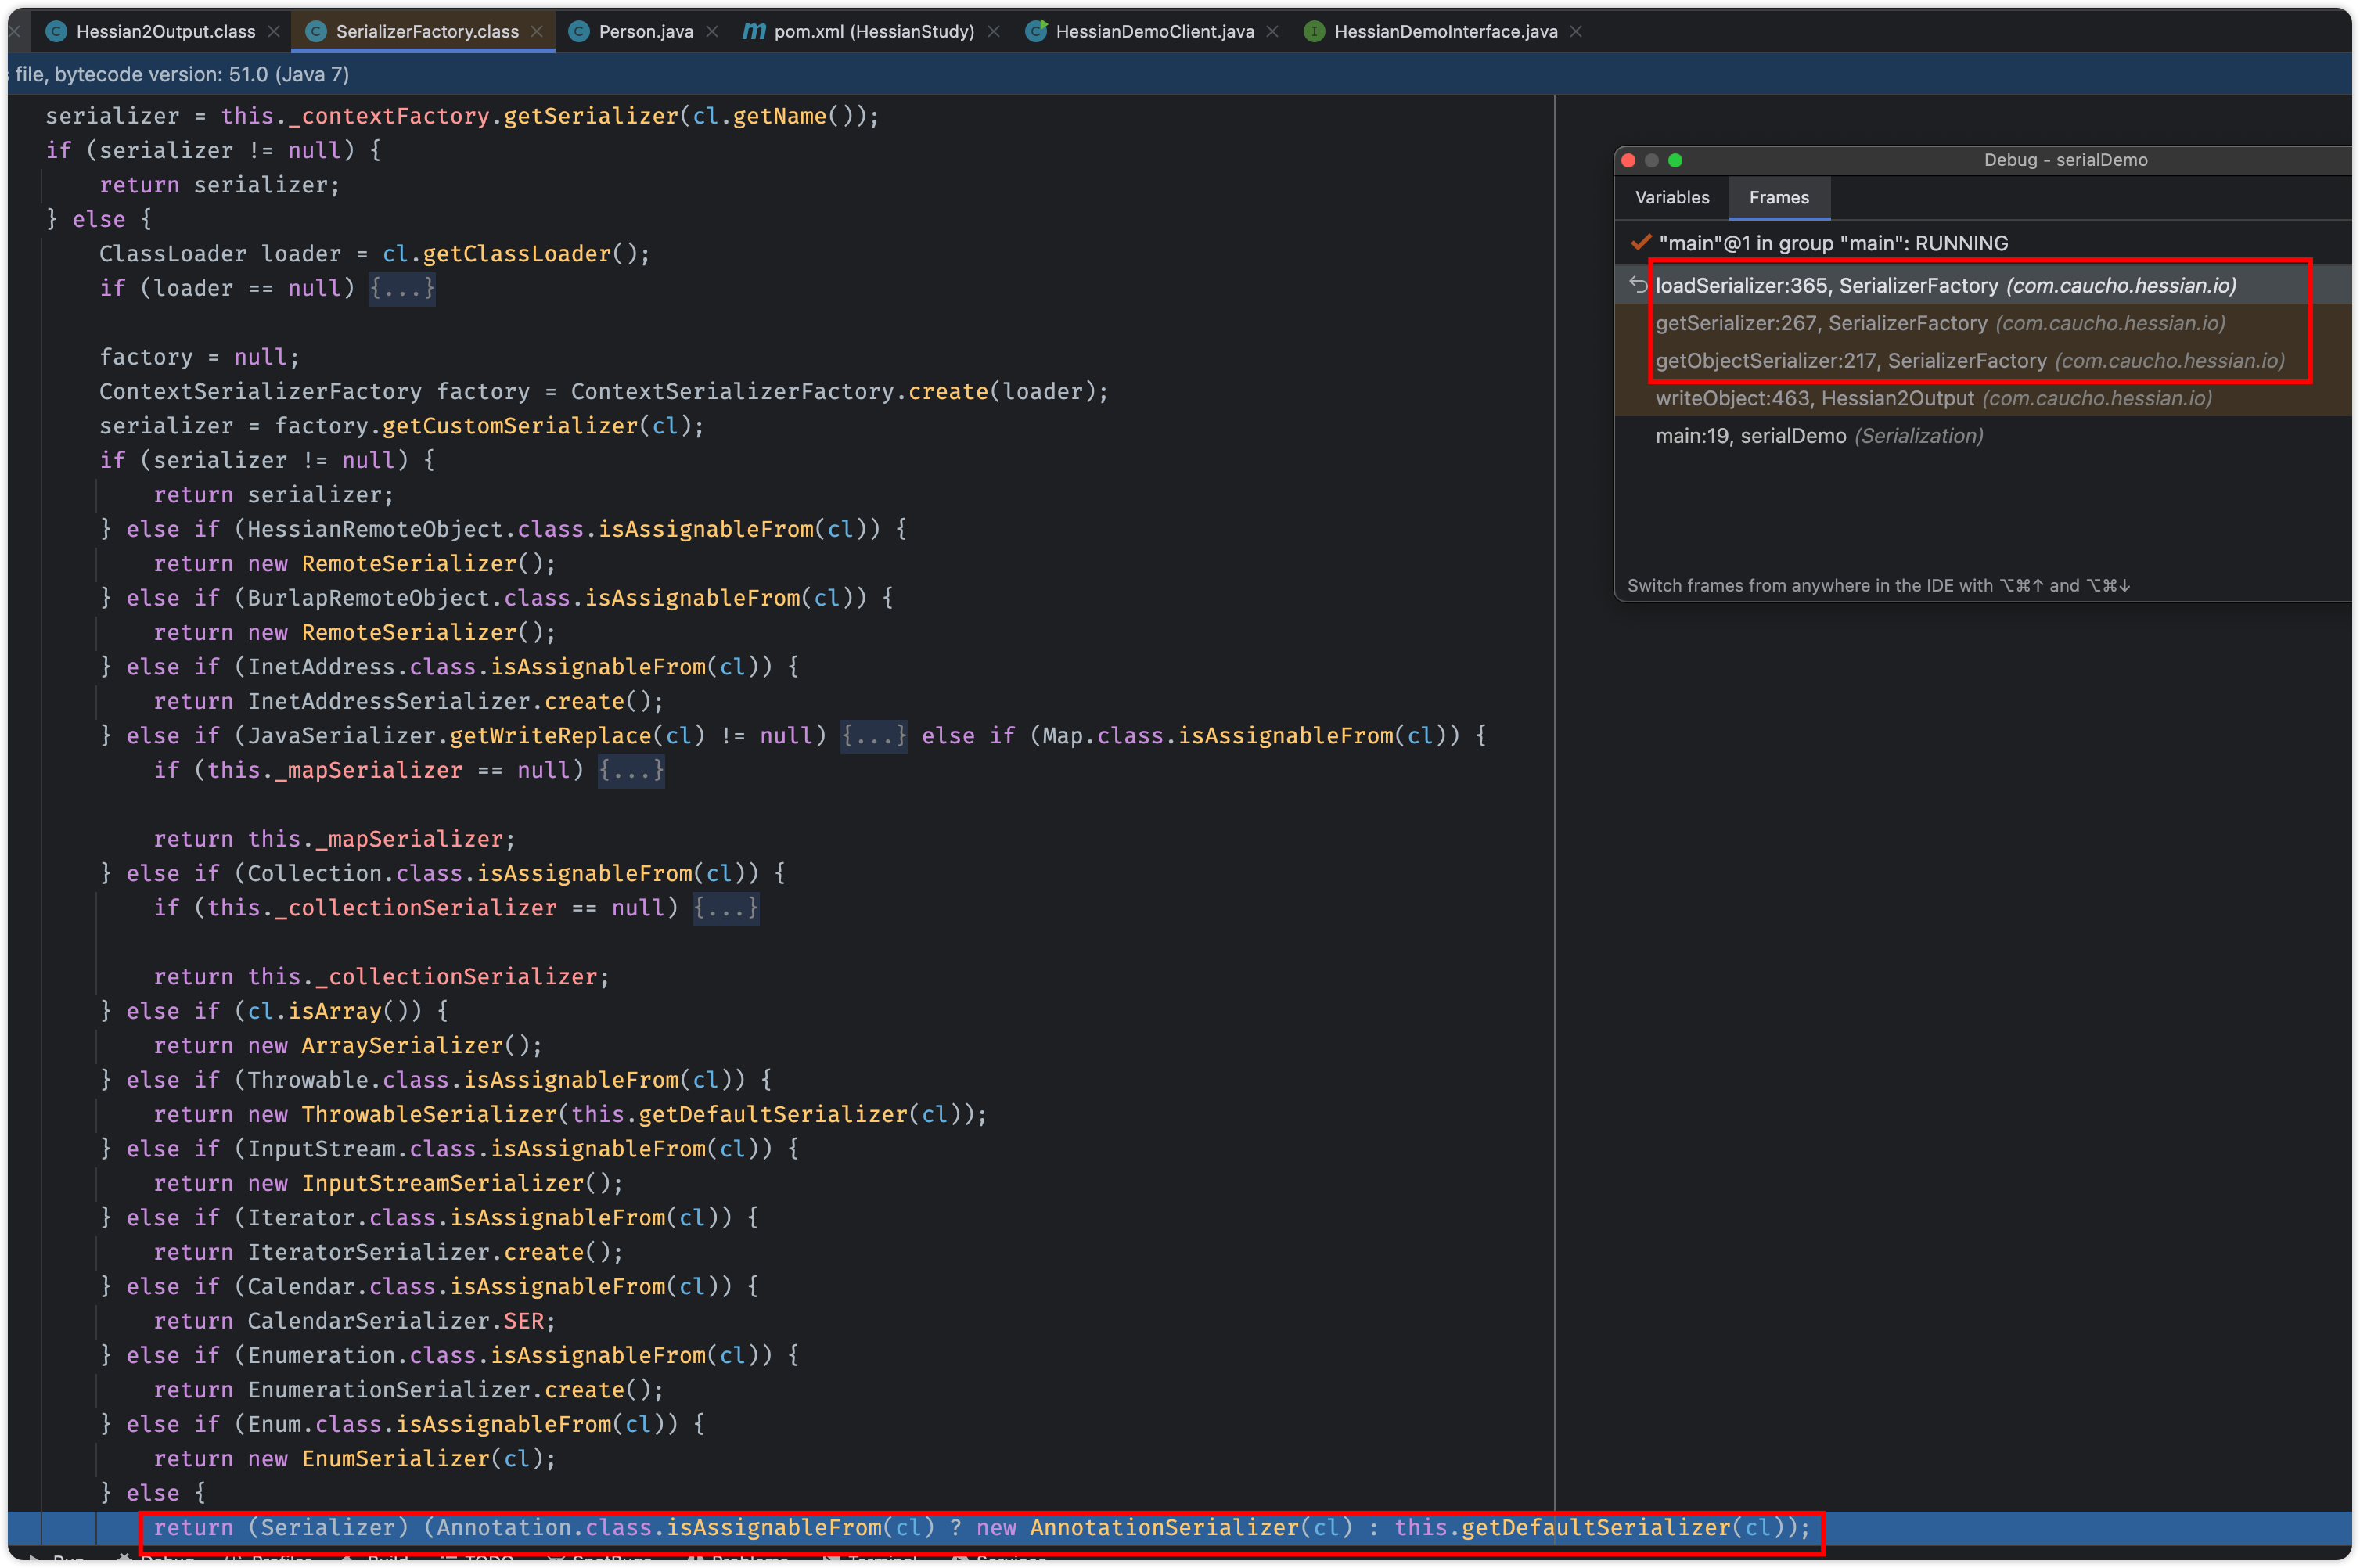 Hessian2Output.class SerializerFactory.class Person.java pom.xml (HessianStudy) HessianDemoClient.java HessianDemoInterface.java
file, bytecode version: 51.0 (Java 7)
serializer = this._contextFactory.getSerializer(cl.getName());
if (serializer != null) {
return serializer;
} else {
ClassLoader loader = cl.getClassLoader();
if (loader == null) {...}
factory = null;
ContextSerializerFactory factory = ContextSerializerFactory.create(loader);
serializer = factory.getCustomSerializer(cl);
if (serializer != null) {
return serializer;
} else if (HessianRemoteObject.class.isAssignableFrom(cl)) {
return new RemoteSerializer();
} else if (BurlapRemoteObject.class.isAssignableFrom(cl)) {
return new RemoteSerializer();
} else if (InetAddress.class.isAssignableFrom(cl)) {
return InetAddressSerializer.create();
} else if (JavaSerializer.getWriteReplace(cl) != null) {...} else if (Map.class.isAssignableFrom(cl)) {
if (this._mapSerializer == null) {...}
return this._mapSerializer;
} else if (Collection.class.isAssignableFrom(cl)) {
if (this._collectionSerializer == null) {...}
return this._collectionSerializer;
} else if (cl.isArray()) {
return new ArraySerializer();
} else if (Throwable.class.isAssignableFrom(cl)) {
return new ThrowableSerializer(this.getDefaultSerializer(cl));
} else if (InputStream.class.isAssignableFrom(cl)) {
return new InputStreamSerializer();
} else if (Iterator.class.isAssignableFrom(cl)) {
return IteratorSerializer.create();
} else if (Calendar.class.isAssignableFrom(cl)) {
return CalendarSerializer.SER;
} else if (Enumeration.class.isAssignableFrom(cl)) {
return EnumerationSerializer.create();
} else if (Enum.class.isAssignableFrom(cl)) {
return new EnumSerializer(cl);
} else {
return (Serializer) (Annotation.class.isAssignableFrom(cl) ? new AnnotationSerializer(cl) : this.getDefaultSerializer(cl));
Debug - serialDemo
Variables Frames
"main"@1 in group "main": RUNNING
loadSerializer:365, SerializerFactory (com.caucho.hessian.io)
getSerializer:267, SerializerFactory (com.caucho.hessian.io)
getObjectSerializer:217, SerializerFactory (com.caucho.hessian.io)
writeObject:463, Hessian2Output (com.caucho.hessian.io)
main:19, serialDemo (Serialization)
Switch frames from anywhere in the IDE with ⌥⌘↑ and ⌥⌘↓